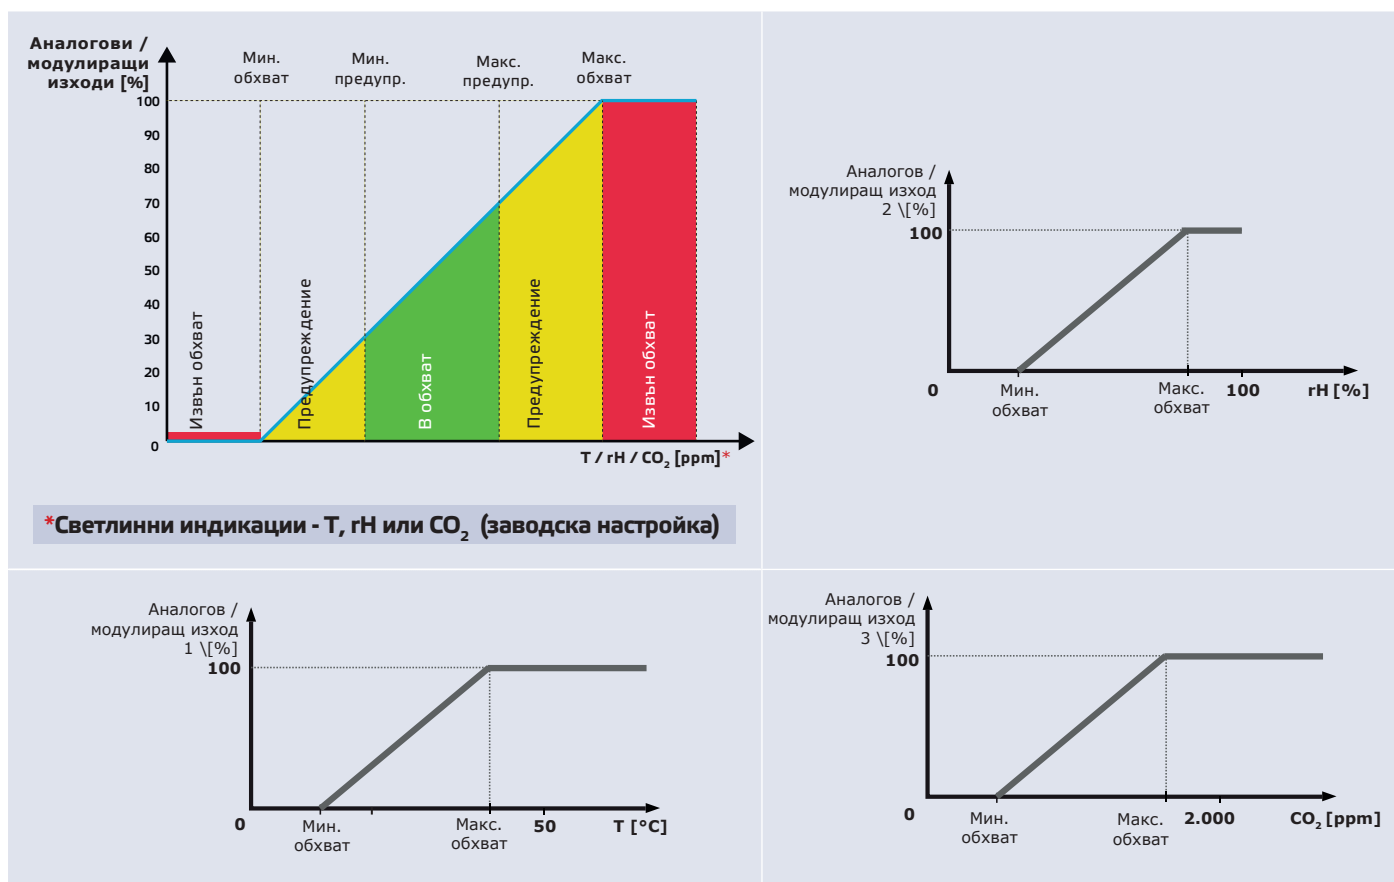 Аналогови /
модулиращи
изходи [%]
Мин.
обхват
Мин.
предупр.
Макс.
предупр.
Макс.
обхват
100
90
80
70
60
50
40
30
20
10
0
Извън обхват
Предупреждение
В обхват
Предупреждение
Извън обхват
T / rH / CO₂ [ppm]*
*Светлинни индикации - T, rH или CO₂ (заводска настройка)
Аналогов /
модулиращ изход
2 \[%]
100
0
Мин.
обхват
Макс.
обхват
100
rH [%]
Аналогов /
модулиращ изход
1 \[%]
100
0
Мин.
обхват
Макс.
обхват
50
T [°C]
Аналогов /
модулиращ изход
3 \[%]
100
0
Мин.
обхват
Макс.
обхват
2.000
CO₂ [ppm]